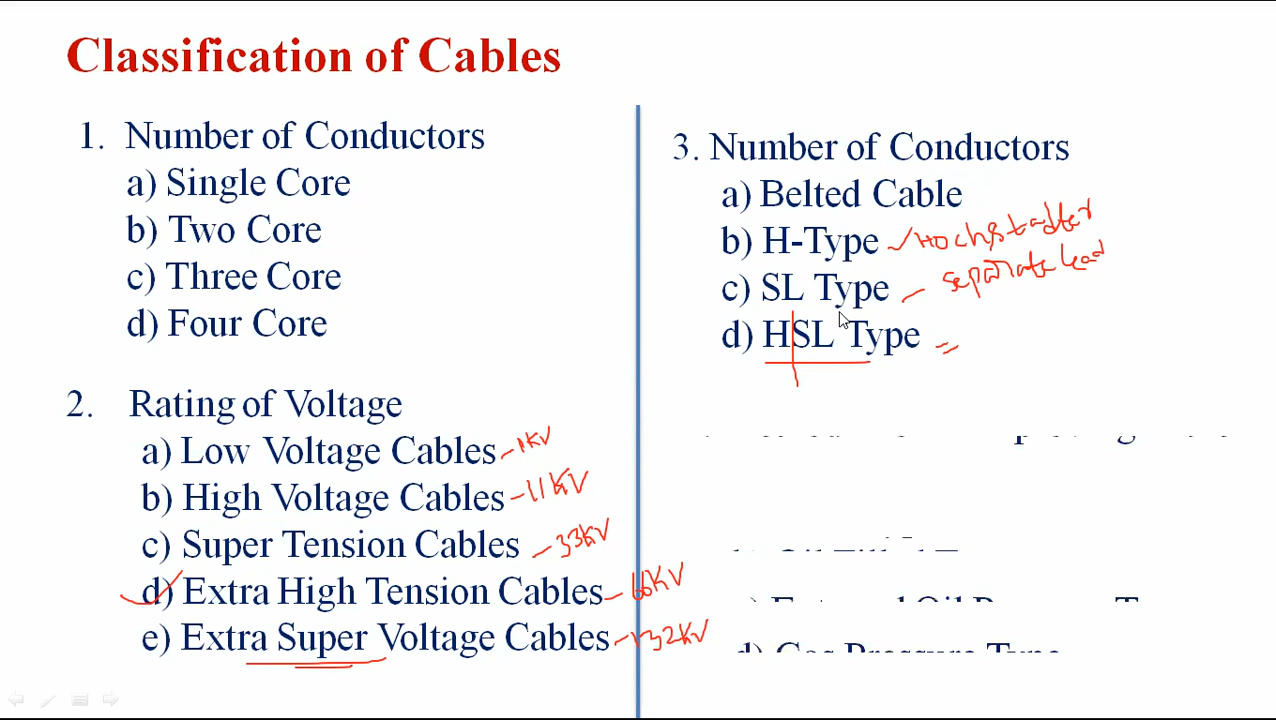 Classification of Cables
1. Number of Conductors
a) Single Core
b) Two Core
c) Three Core
d) Four Core
2. Rating of Voltage
a) Low Voltage Cables - 1KV
b) High Voltage Cables - 11KV
c) Super Tension Cables - 33KV
d) Extra High Tension Cables - 66KV
e) Extra Super Voltage Cables - 132KV
3. Number of Conductors
a) Belted Cable
b) H-Type Hochstadter
c) SL Type - separate lead
d) HSL Type
d) Gas Pressure Type